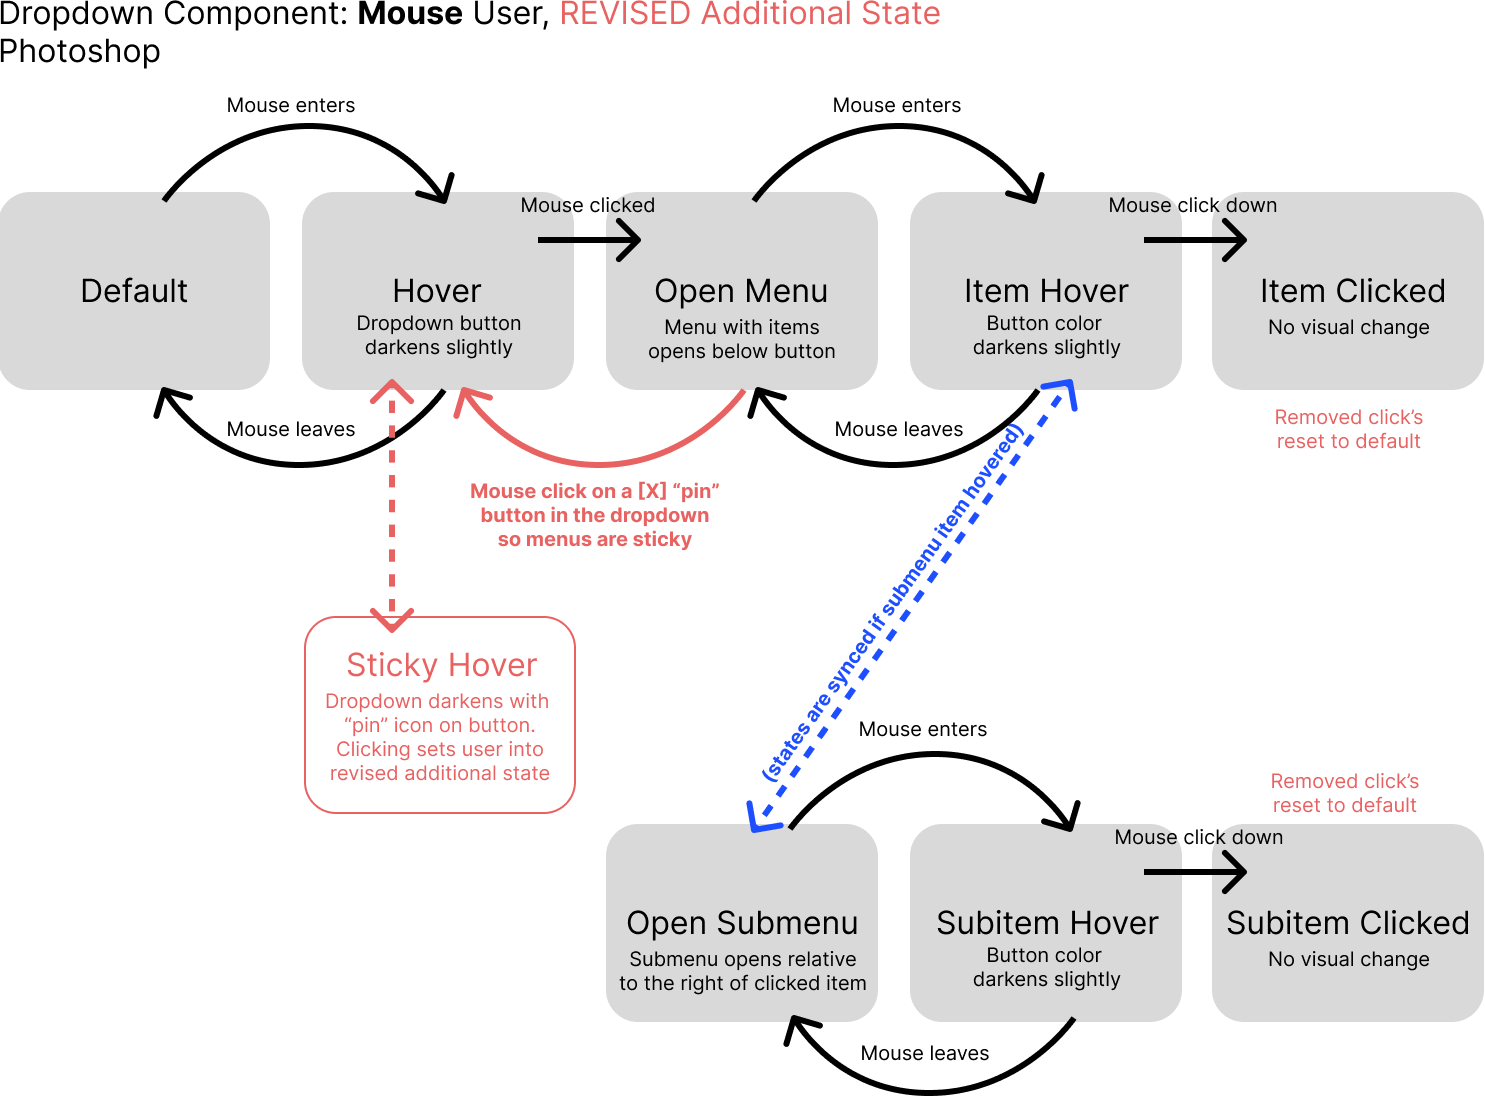 Dropdown Component: Mouse User, REVISED Additional State
Photoshop
Mouse enters
Mouse enters
Mouse clicked
Mouse click down
Default
Hover
Dropdown button
darkens slightly
Open Menu
Menu with items
opens below button
Item Hover
Button color
darkens slightly
Item Clicked
No visual change
Mouse leaves
Mouse leaves
Removed click’s
reset to default
Mouse click on a [X] “pin”
button in the dropdown
so menus are sticky
(states are synced if submenu item hovered)
Sticky Hover
Dropdown darkens with
“pin” icon on button.
Clicking sets user into
revised additional state
Mouse enters
Removed click’s
reset to default
Mouse click down
Open Submenu
Submenu opens relative
to the right of clicked item
Subitem Hover
Button color
darkens slightly
Subitem Clicked
No visual change
Mouse leaves